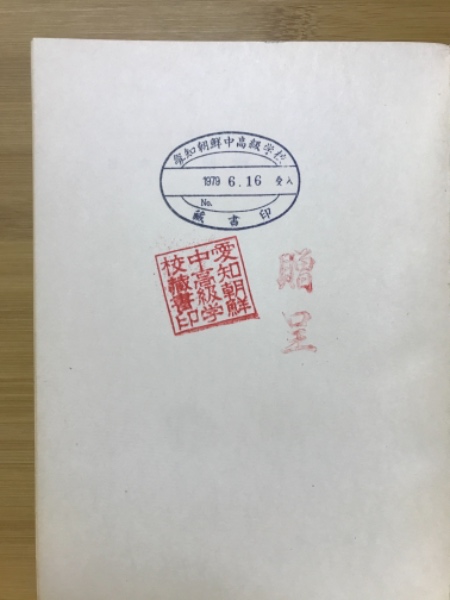 愛知朝鮮中高級学校
1979 6.16 受入
No.
蔵書印
愛知朝鮮
中高級学
校蔵書印
贈呈